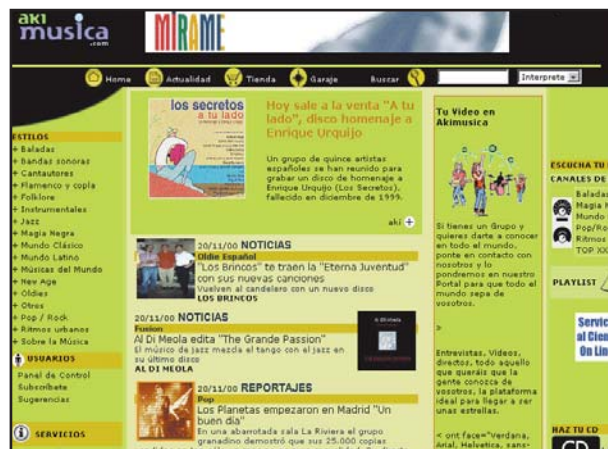 aki
musica
.com
MÍRAME
Home
Actualidad
Tienda
Garaje
Buscar
Interprete
ESTILOS
+ Baladas
+ Bandas sonoras
+ Cantautores
+ Flamenco y copla
+ Folklore
+ Instrumentales
+ Jazz
+ Magia Negra
+ Mundo Clásico
+ Mundo Latino
+ Músicas del Mundo
+ New Age
+ Oldies
+ Otros
+ Pop / Rock
+ Ritmos urbanos
+ Sobre la Música
USUARIOS
Panel de Control
Subscribete
Sugerencias
SERVICIOS
los secretos
a tu lado
Hoy sale a la venta "A tu
lado", disco homenaje a
Enrique Urquijo
Un grupo de quince artistas
españoles se han reunido para
grabar un disco de homenaje a
Enrique Urquijo (Los Secretos),
fallecido en diciembre de 1999.
aki +
20/11/00 NOTICIAS
Oldie Español
"Los Brincos" te traen la "Eterna Juventud"
con sus nuevas canciones
Vuelven al candelero con un nuevo disco
LOS BRINCOS
20/11/00 NOTICIAS
Fusion
Al Di Meola edita "The Grande Passion"
El músico de jazz mezcla el tango con el jazz en
su último disco
AL DI MEOLA
20/11/00 REPORTAJES
Pop
Los Planetas empezaron en Madrid "Un
buen día"
En una abarrotada sala La Riviera el grupo
granadino demostró que sus 25.000 copias
Tu Video en
Akimusica
Si tienes un Grupo y
quieres darte a conocer
en todo el mundo,
ponte en contacto con
nosotros y lo
pondremos en nuestro
Portal para que todo el
mundo sepa de
vosotros.
>
Entrevistas, Videos,
directos, todo aquello
que queráis que la
gente conozca de
vosotros, la plataforma
ideal para llegar a ser
unas estrellas.
< ont face="Verdana,
Arial, Helvetica, sans-
ESCUCHA TU
CANALES DE
Baladas
Magia N
Mundo
Pop/Ro
Ritmos
TOP XX
PLAYLIST
Servic
al Clien
On Lin
HAZ TU CD
CD